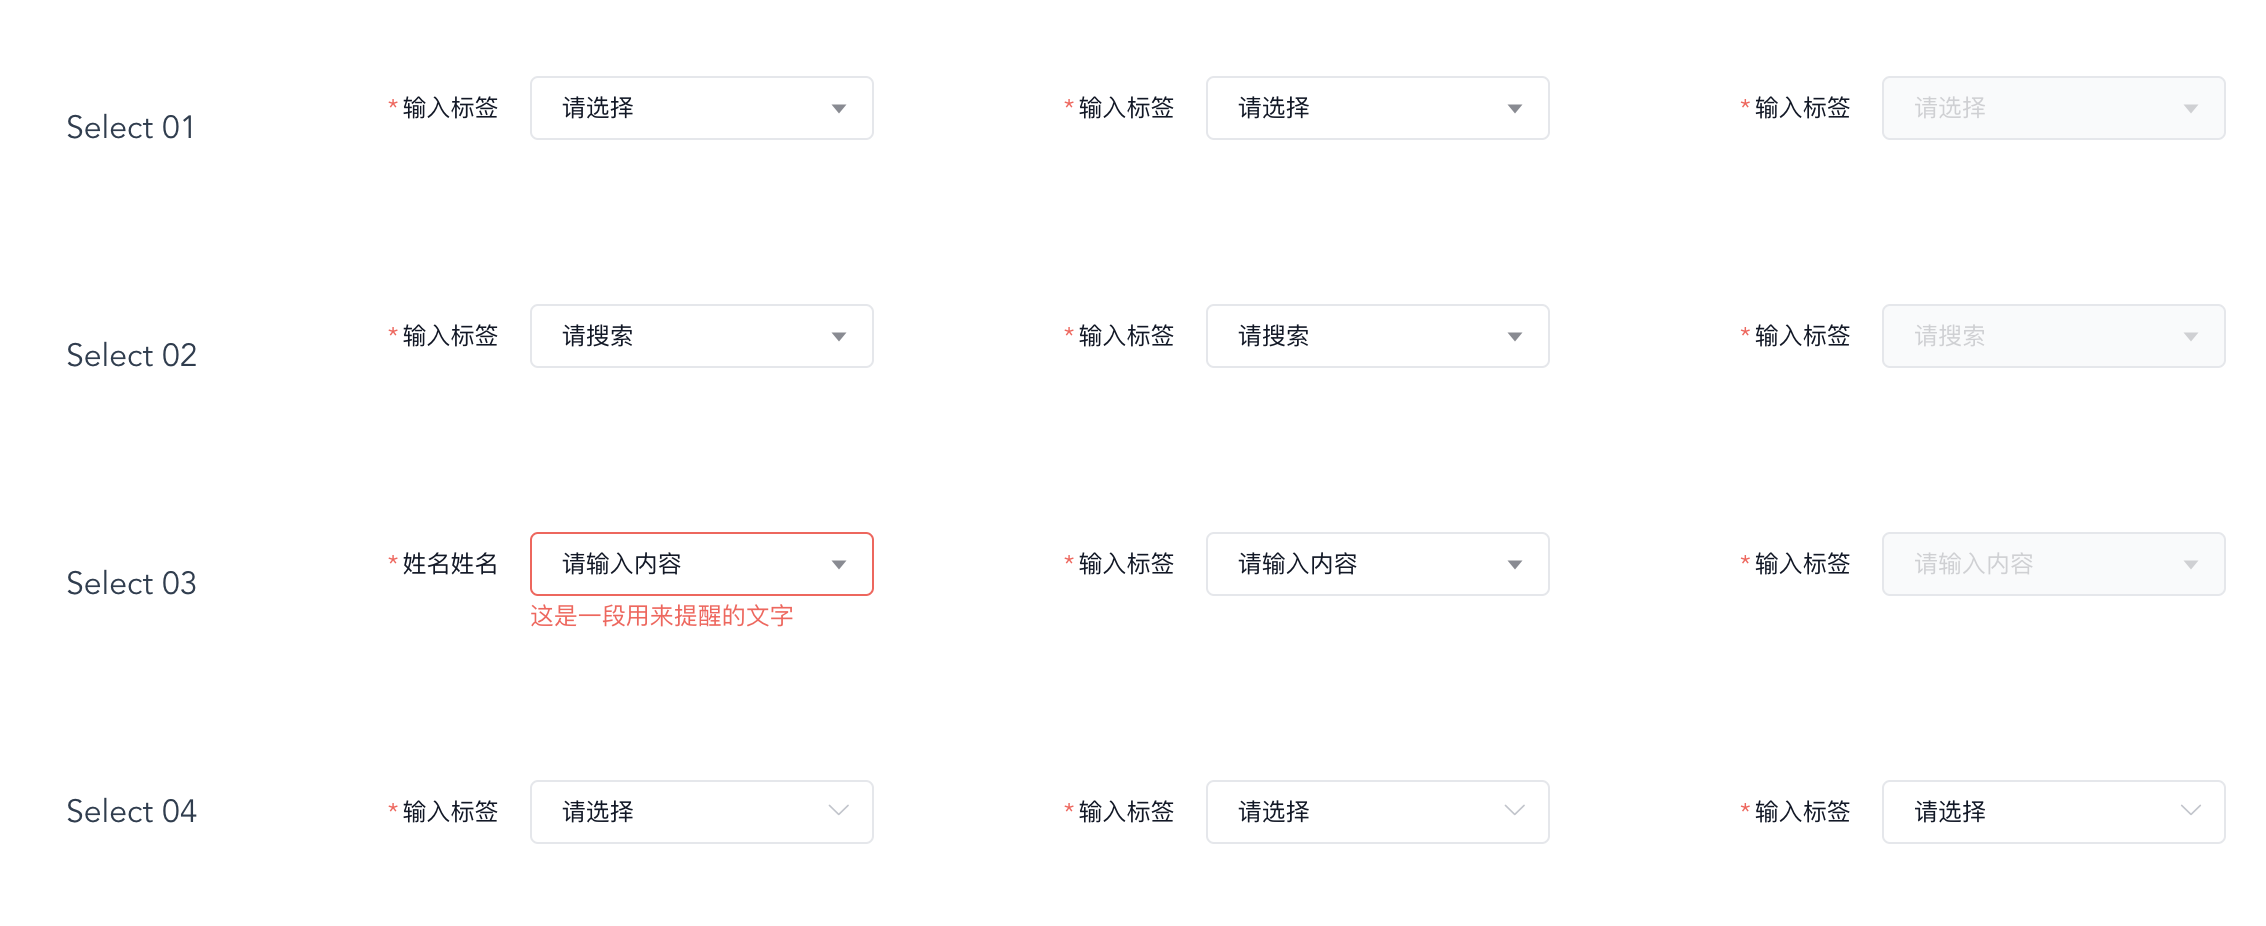 Select 01
*输入标签 请选择 *输入标签 请选择 *输入标签 请选择
Select 02
*输入标签 请搜索 *输入标签 请搜索 *输入标签 请搜索
Select 03
*姓名姓名 请输入内容 *输入标签 请输入内容 *输入标签 请输入内容
这是一段用来提醒的文字
Select 04
*输入标签 请选择 *输入标签 请选择 *输入标签 请选择